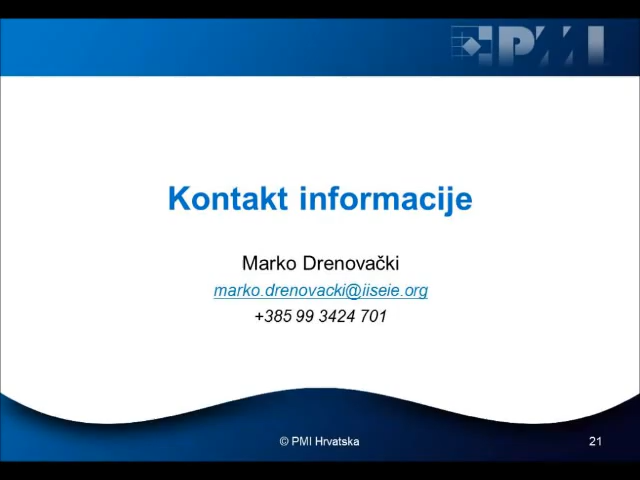 PMI
Kontakt informacije
Marko Drenovački
marko.drenovacki@iiseie.org
+385 99 3424 701
© PMI Hrvatska
21